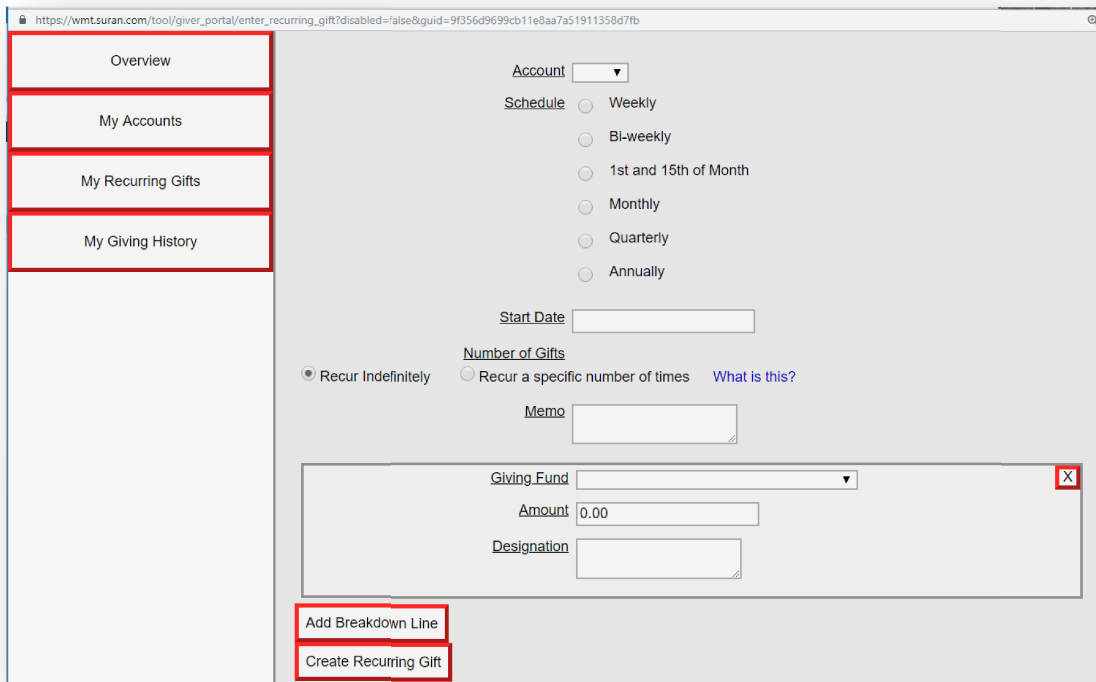 https://wmt.suran.com/tool/giver_portal/enter_recurring_gift?disabled=false&guid=9f356d9699cb11e8aa7a51911358d7fb
Overview
My Accounts
My Recurring Gifts
My Giving History
Account
Schedule
Weekly
Bi-weekly
1st and 15th of Month
Monthly
Quarterly
Annually
Start Date
Number of Gifts
Recur Indefinitely Recur a specific number of times What is this?
Memo
Giving Fund X
Amount 0.00
Designation
Add Breakdown Line
Create Recurring Gift